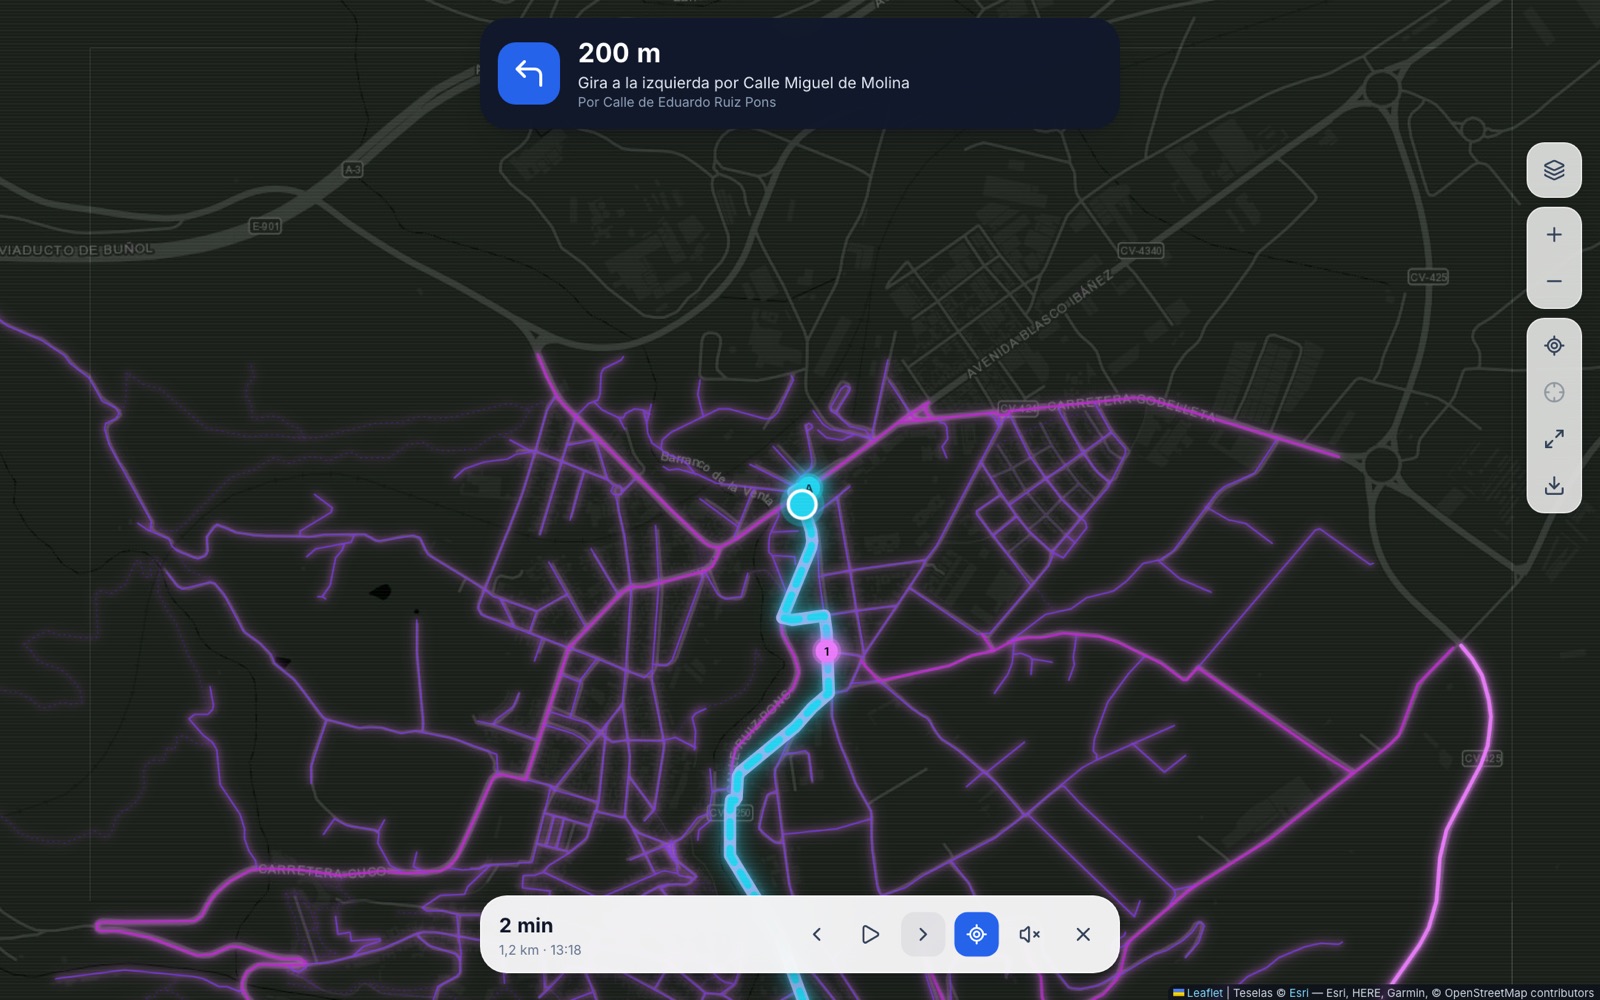 200 m
Gira a la izquierda por Calle Miguel de Molina
Por Calle de Eduardo Ruiz Pons
A-3
E-901
VIADUCTO DE BUÑOL
CV-4340
CV-425
AVENIDA BLASCO IBÁÑEZ
CV-425 CARRETERA GODELLETA
Barranco de la Venta
A
1
RUIZ PONS
CV-425
CARRETERA CUCO
2 min
1,2 km · 13:18
Leaflet | Teselas © Esri — Esri, HERE, Garmin, © OpenStreetMap contributors